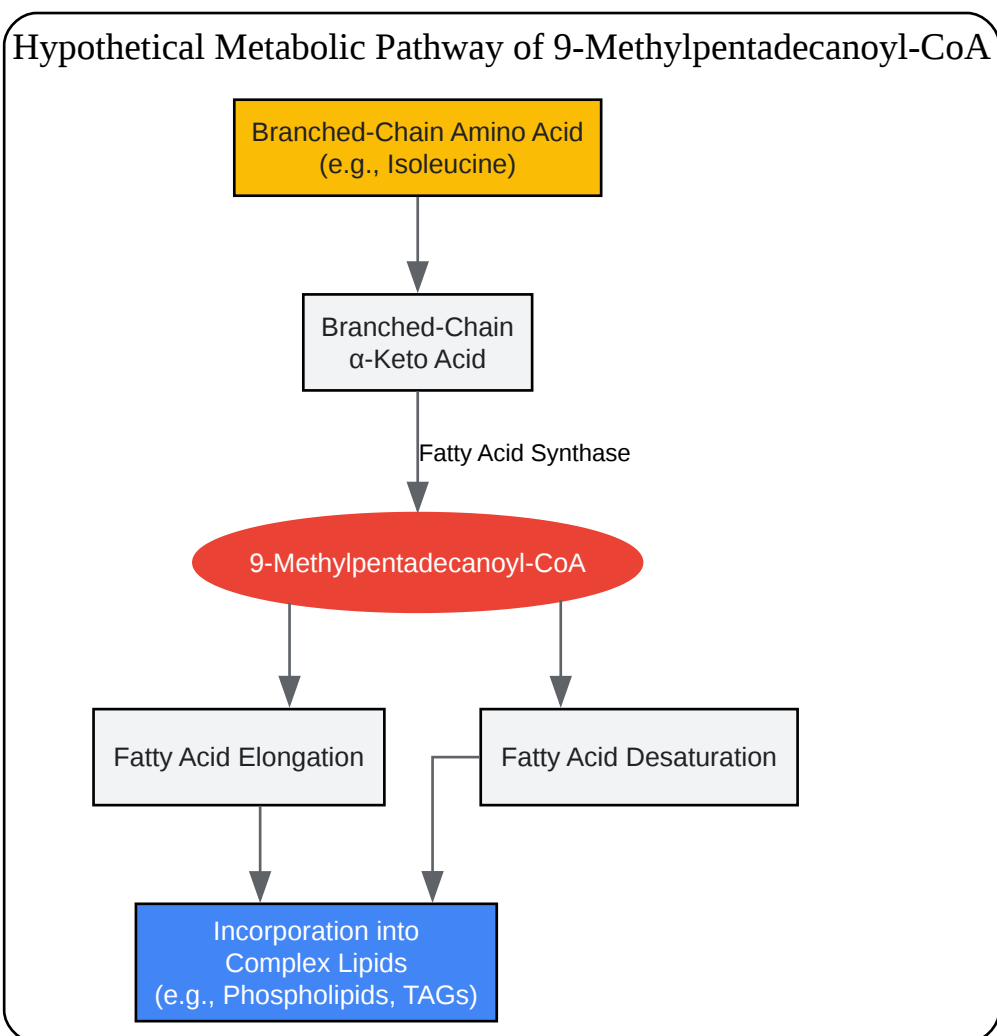 Hypothetical Metabolic Pathway of 9-Methylpentadecanoyl-CoA
Branched-Chain Amino Acid
(e.g., Isoleucine)
Branched-Chain
α-Keto Acid
Fatty Acid Synthase
9-Methylpentadecanoyl-CoA
Fatty Acid Elongation
Fatty Acid Desaturation
Incorporation into
Complex Lipids
(e.g., Phospholipids, TAGs)